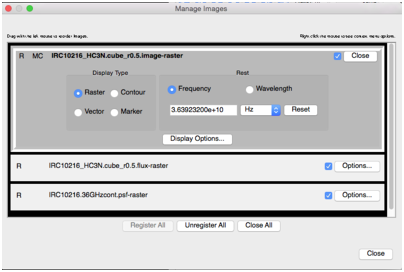 Manage Images
Drag with the left mouse to reorder images.
Right click the mouse to see context menu options.
R MC IRC10216_HC3N.cube_r0.5.image-raster Close
Display Type
Rest
Raster Contour
Frequency Wavelength
Vector Marker
3.63923200e+10 Hz Reset
Display Options...
R IRC10216_HC3N.cube_r0.5.flux-raster Options...
R IRC10216.36GHzcont.psf-raster Options...
Register All Unregister All Close All
Close